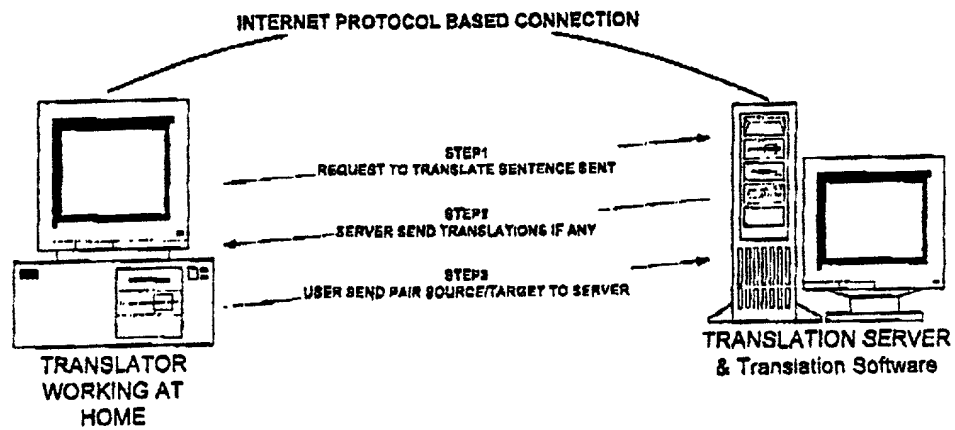 INTERNET PROTOCOL BASED CONNECTION
STEP1
REQUEST TO TRANSLATE SENTENCE SENT
STEP2
SERVER SEND TRANSLATIONS IF ANY
STEP3
USER SEND PAIR SOURCE/TARGET TO SERVER
TRANSLATOR
WORKING AT
HOME
TRANSLATION SERVER
& Translation Software